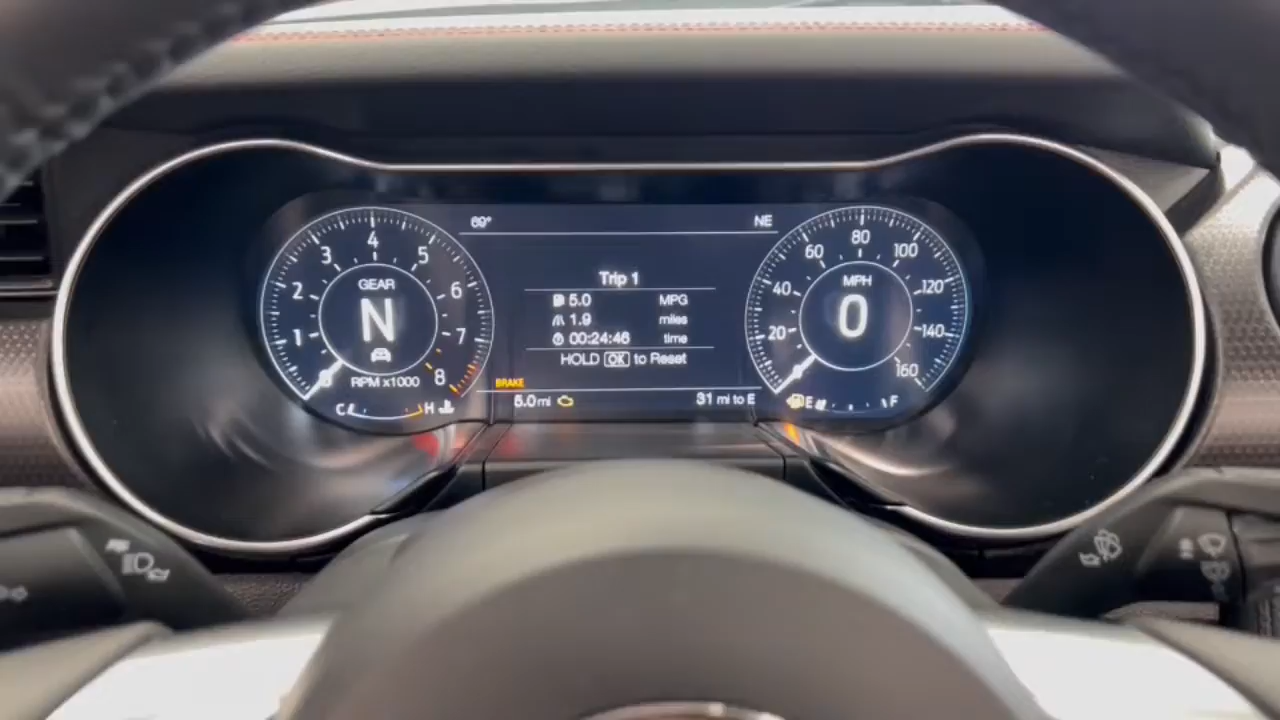 69°
NE
4
3
5
2
6
1
7
8
GEAR
N
RPM x1000
C
H
Trip 1
5.0 MPG
1.9 miles
00:24:46 time
HOLD OK to Reset
BRAKE
5.0 mi
31 mi to E
80
60
100
40
120
20
140
160
MPH
0
E
F